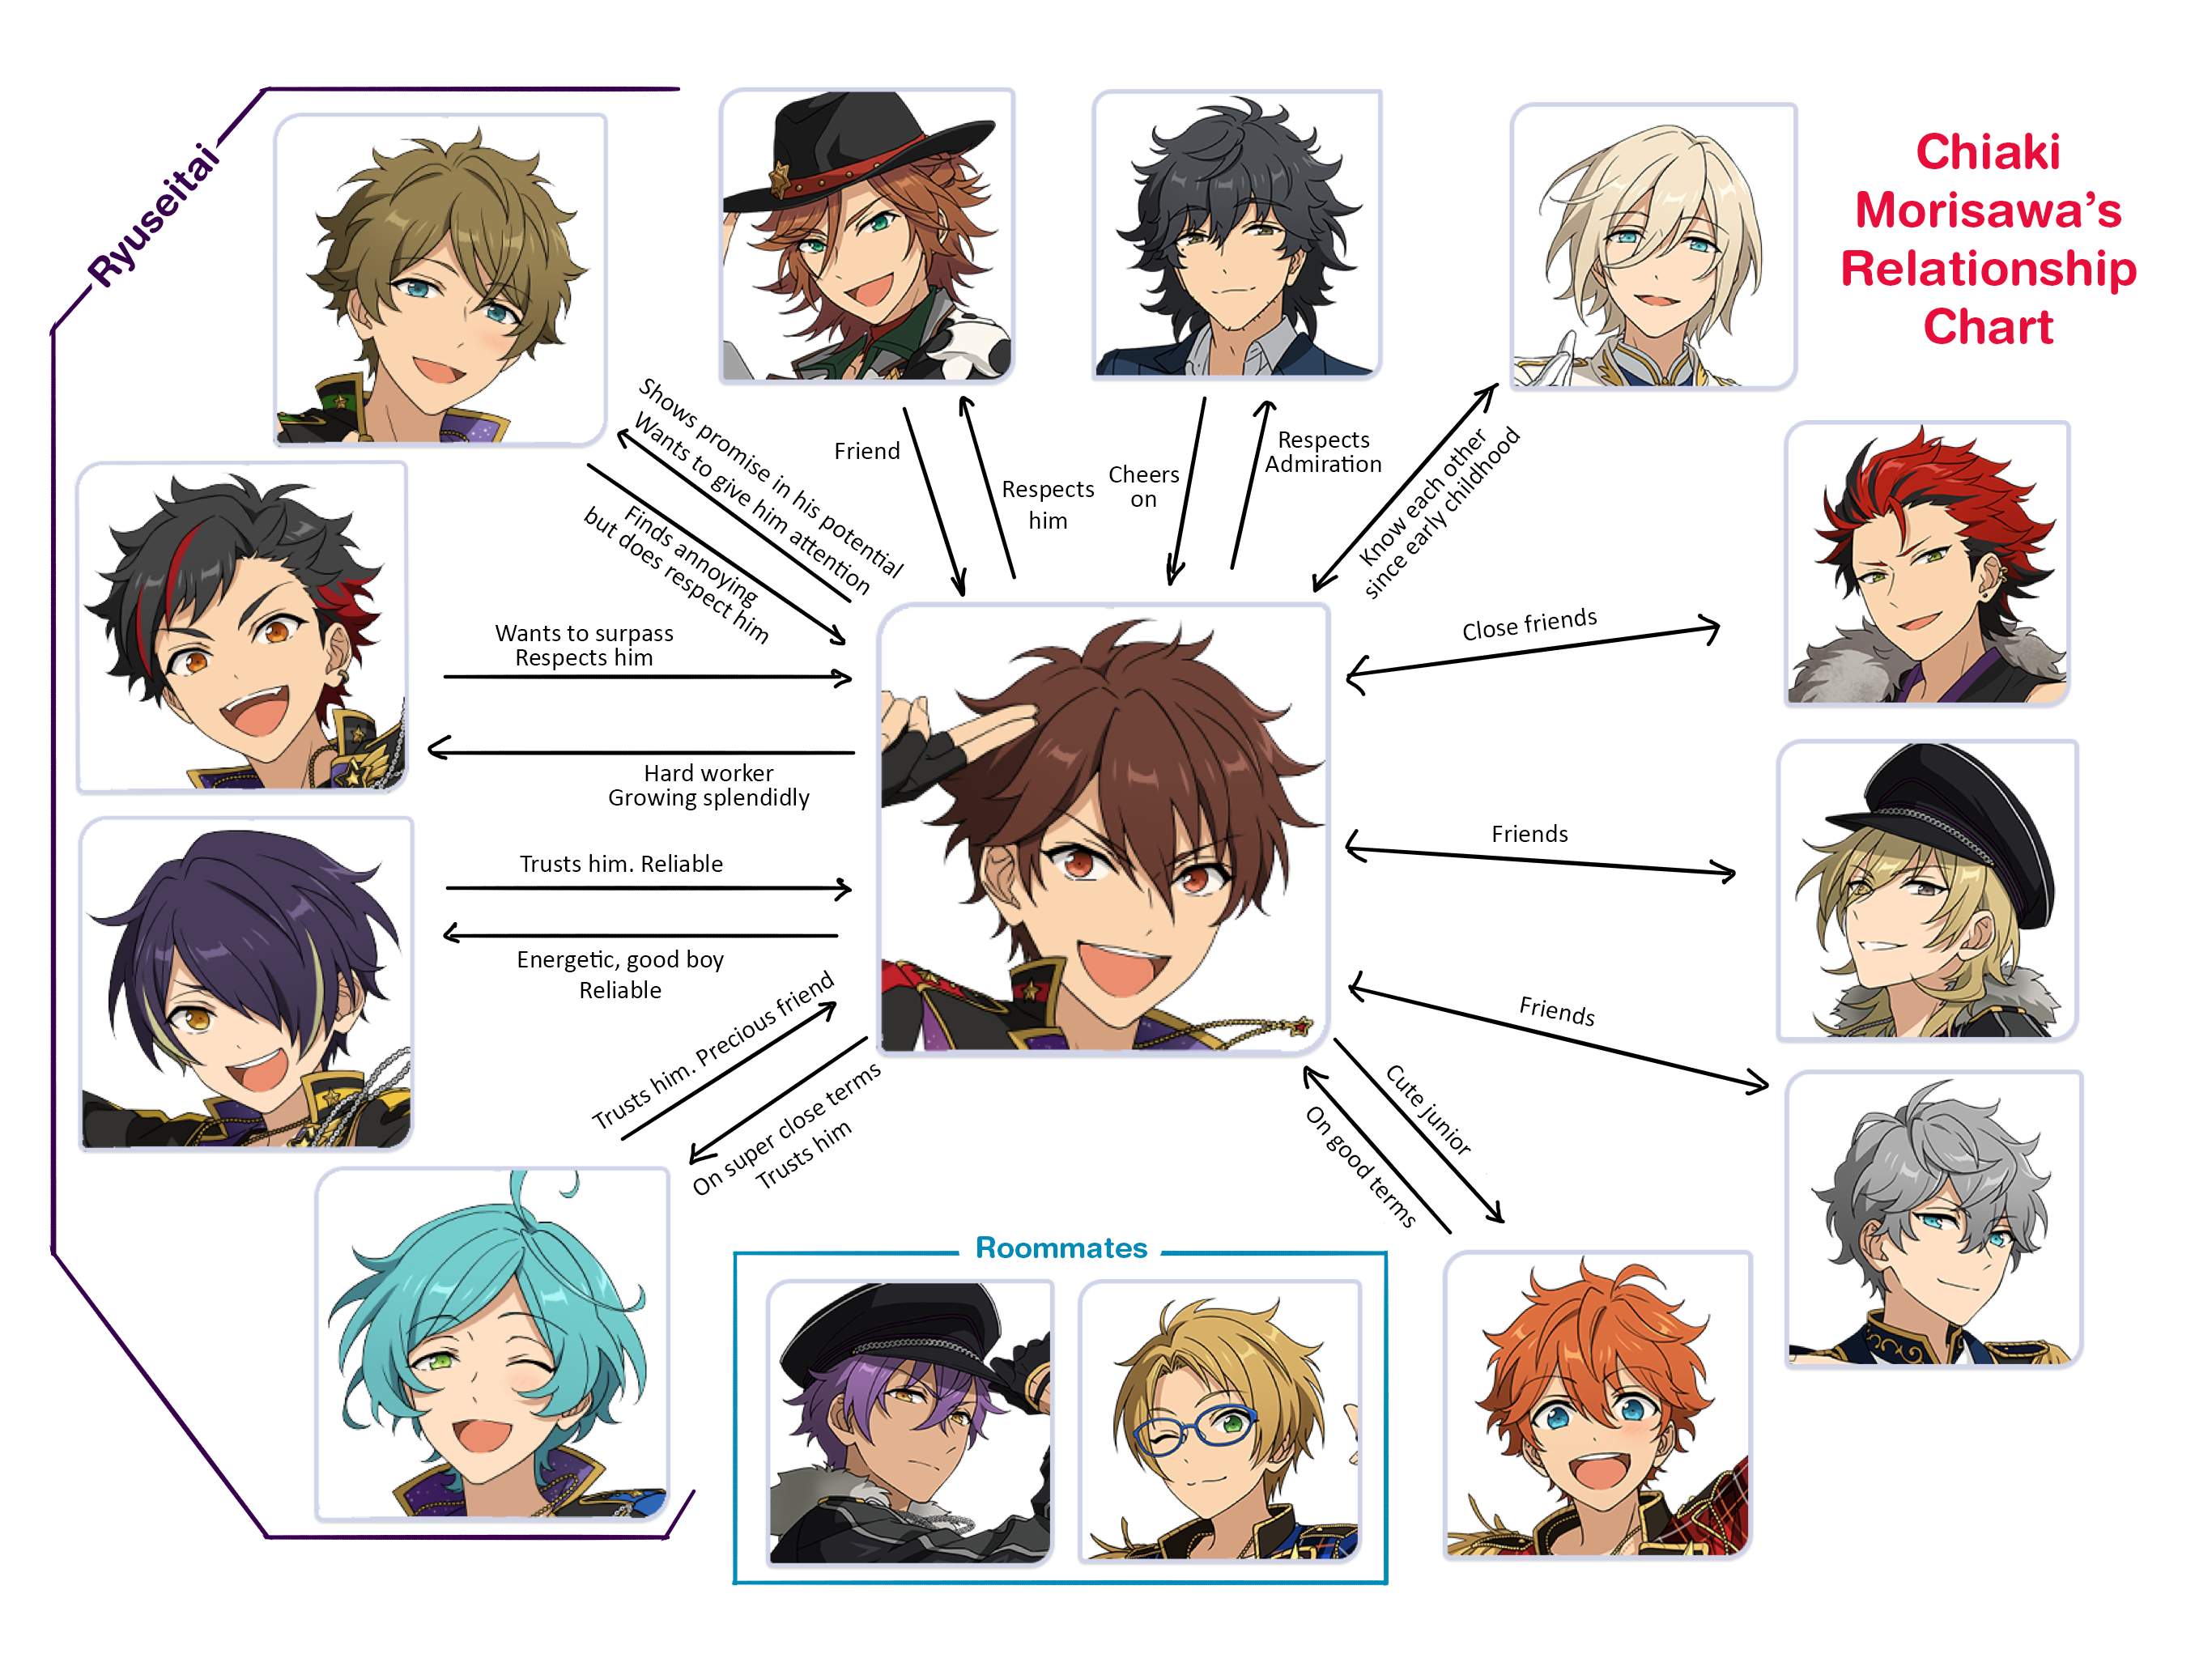 Chiaki
Morisawa's
Relationship
Chart
Ryuseitai
Shows promise in his potential
Wants to give him attention
Finds annoying
but does respect him
Friend
Respects
him
Cheers
on
Respects
Admiration
Know each other
since early childhood
Wants to surpass
Respects him
Close friends
Hard worker
Growing splendidly
Friends
Trusts him. Reliable
Energetic, good boy
Reliable
Friends
Trusts him. Precious friend
On super close terms
Trusts him
Cute junior
On good terms
Roommates